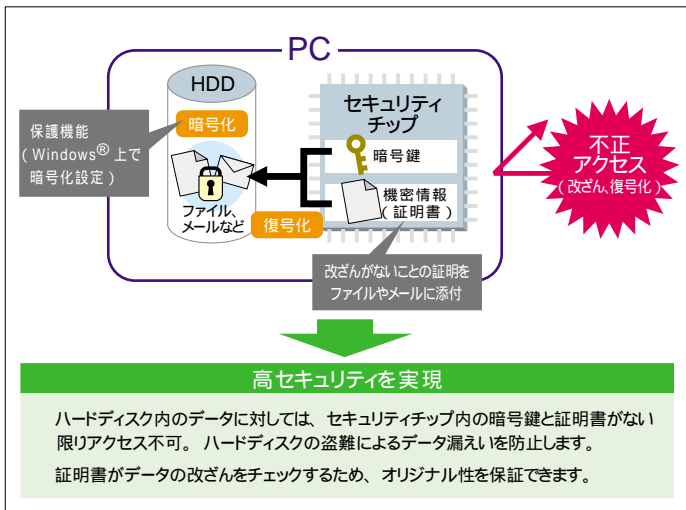 PC
HDD
暗号化
保護機能
(Windows® 上で
暗号化設定)
ファイル、
メールなど
復号化
セキュリティ
チップ
暗号鍵
機密情報
(証明書)
改ざんがないことの証明を
ファイルやメールに添付
不正
アクセス
(改ざん、復号化)
高セキュリティを実現
ハードディスク内のデータに対しては、セキュリティチップ内の暗号鍵と証明書がない
限りアクセス不可。ハードディスクの盗難によるデータ漏えいを防止します。
証明書がデータの改ざんをチェックするため、オリジナル性を保証できます。